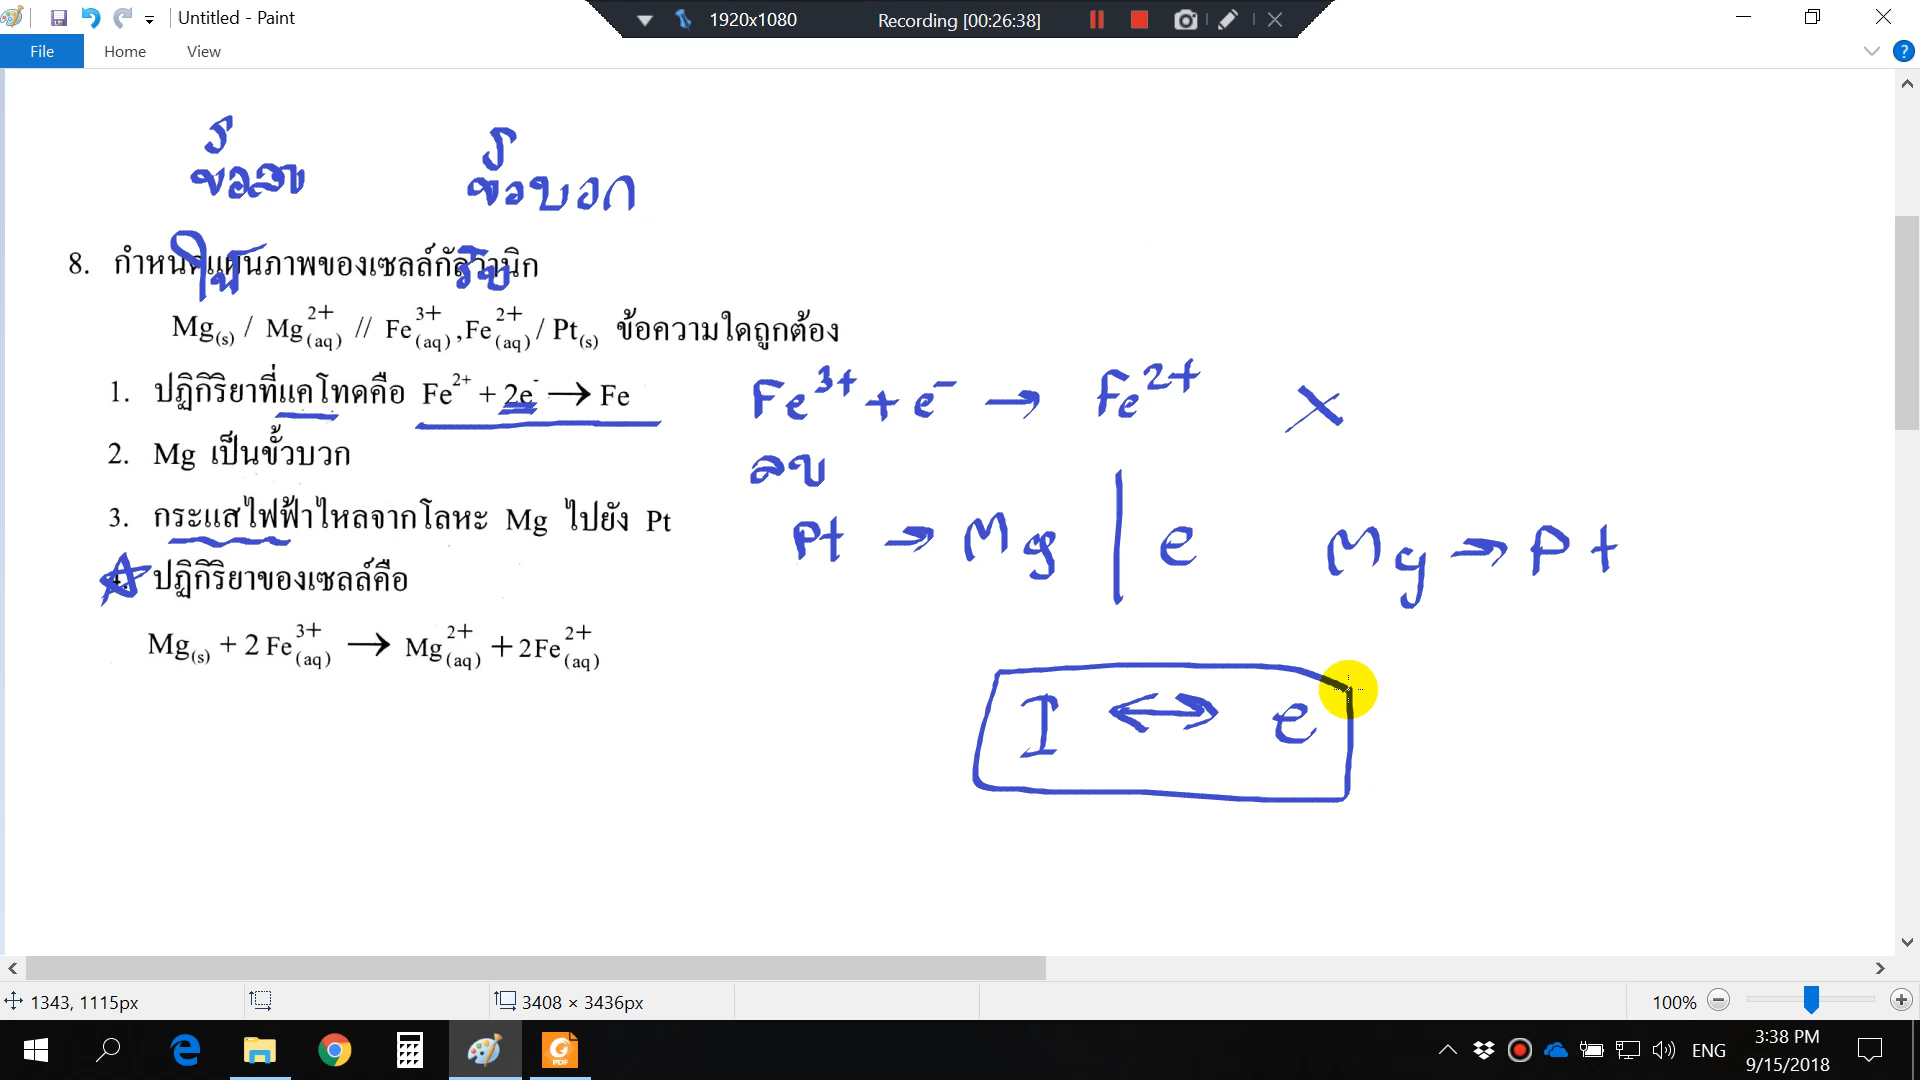 Untitled - Paint
1920x1080
Recording [00:26:38]
File
Home
View
ขั้วลบ
ขั้วบวก
ให้
รับ
8. กำหนดแผนภาพของเซลล์กัลวานิก
Mg(s) / Mg2+(aq) // Fe3+(aq) ,Fe2+(aq) / Pt(s) ข้อความใดถูกต้อง
1. ปฏิกิริยาที่แคโทดคือ Fe2+ + 2e- → Fe
Fe3+ + e- → Fe2+ X
2. Mg เป็นขั้วบวก
ลบ
3. กระแสไฟฟ้าไหลจากโลหะ Mg ไปยัง Pt
Pt → Mg | e Mg → Pt
4. ปฏิกิริยาของเซลล์คือ
Mg(s) + 2Fe3+(aq) → Mg2+(aq) + 2Fe2+(aq)
I ↔ e
1343, 1115px
3408 × 3436px
100%
PDF
ENG
3:38 PM
9/15/2018